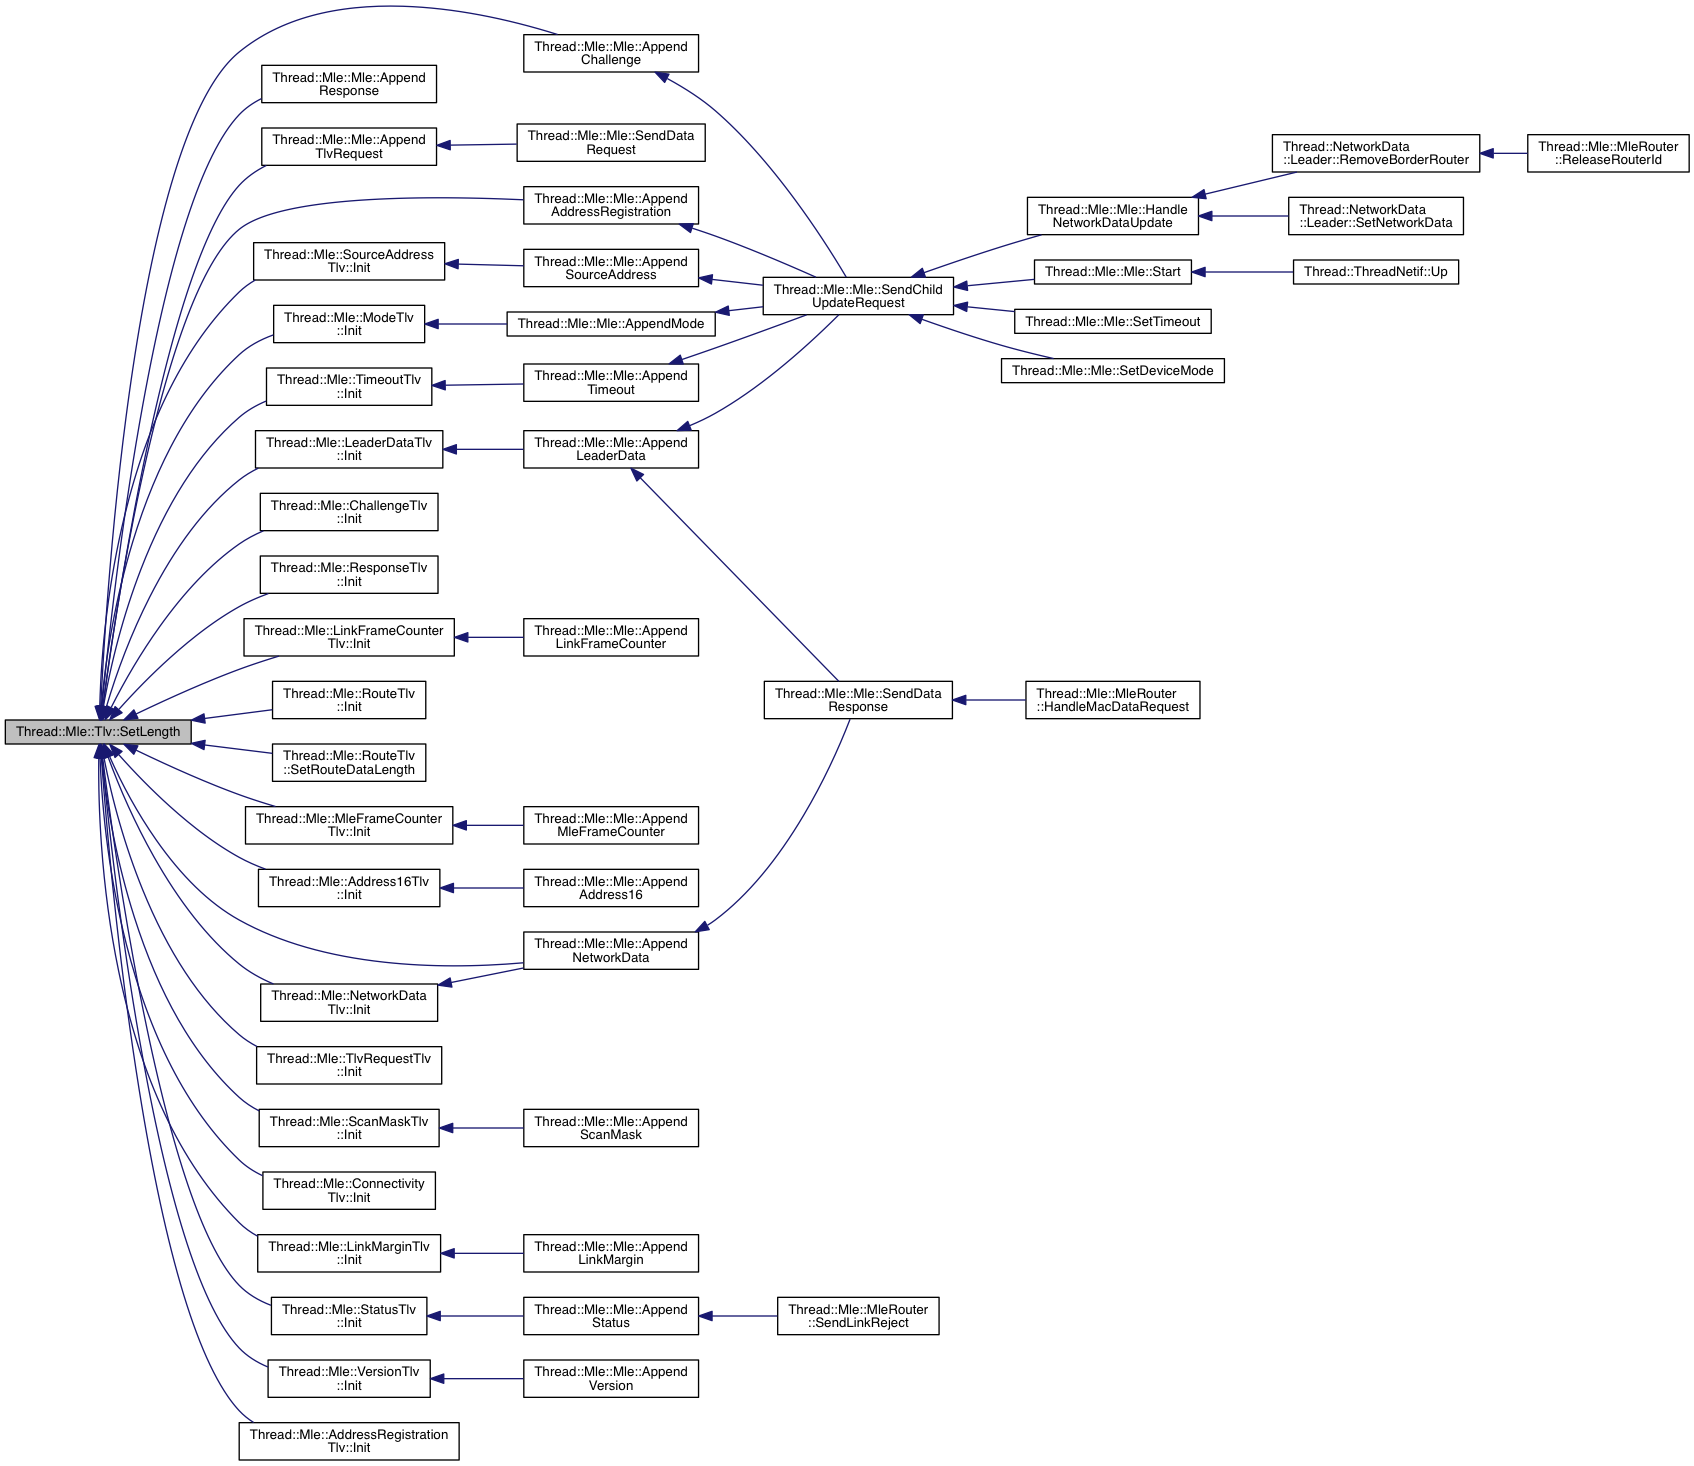 Thread::Mle::Mle::Append
Challenge
Thread::Mle::Mle::Append
Response
Thread::Mle::Mle::Append
TlvRequest
Thread::Mle::Mle::SendData
Request
Thread::NetworkData
::Leader::RemoveBorderRouter
Thread::Mle::MleRouter
::ReleaseRouterId
Thread::Mle::Mle::Append
AddressRegistration
Thread::Mle::Mle::Handle
NetworkDataUpdate
Thread::NetworkData
::Leader::SetNetworkData
Thread::Mle::SourceAddress
Tlv::Init
Thread::Mle::Mle::Append
SourceAddress
Thread::Mle::Mle::SendChild
UpdateRequest
Thread::Mle::Mle::Start
Thread::ThreadNetif::Up
Thread::Mle::ModeTlv
::Init
Thread::Mle::Mle::AppendMode
Thread::Mle::Mle::SetTimeout
Thread::Mle::TimeoutTlv
::Init
Thread::Mle::Mle::Append
Timeout
Thread::Mle::Mle::SetDeviceMode
Thread::Mle::LeaderDataTlv
::Init
Thread::Mle::Mle::Append
LeaderData
Thread::Mle::ChallengeTlv
::Init
Thread::Mle::ResponseTlv
::Init
Thread::Mle::LinkFrameCounter
Tlv::Init
Thread::Mle::Mle::Append
LinkFrameCounter
Thread::Mle::RouteTlv
::Init
Thread::Mle::Mle::SendData
Response
Thread::Mle::MleRouter
::HandleMacDataRequest
Thread::Mle::Tlv::SetLength
Thread::Mle::RouteTlv
::SetRouteDataLength
Thread::Mle::MleFrameCounter
Tlv::Init
Thread::Mle::Mle::Append
MleFrameCounter
Thread::Mle::Address16Tlv
::Init
Thread::Mle::Mle::Append
Address16
Thread::Mle::Mle::Append
NetworkData
Thread::Mle::NetworkData
Tlv::Init
Thread::Mle::TlvRequestTlv
::Init
Thread::Mle::ScanMaskTlv
::Init
Thread::Mle::Mle::Append
ScanMask
Thread::Mle::Connectivity
Tlv::Init
Thread::Mle::LinkMarginTlv
::Init
Thread::Mle::Mle::Append
LinkMargin
Thread::Mle::StatusTlv
::Init
Thread::Mle::Mle::Append
Status
Thread::Mle::MleRouter
::SendLinkReject
Thread::Mle::VersionTlv
::Init
Thread::Mle::Mle::Append
Version
Thread::Mle::AddressRegistration
Tlv::Init